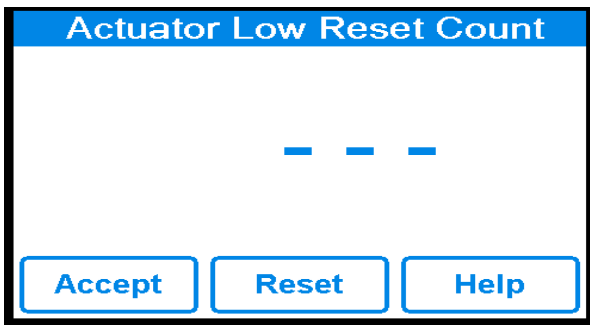 Actuator Low Reset Count
- - -
Accept Reset Help